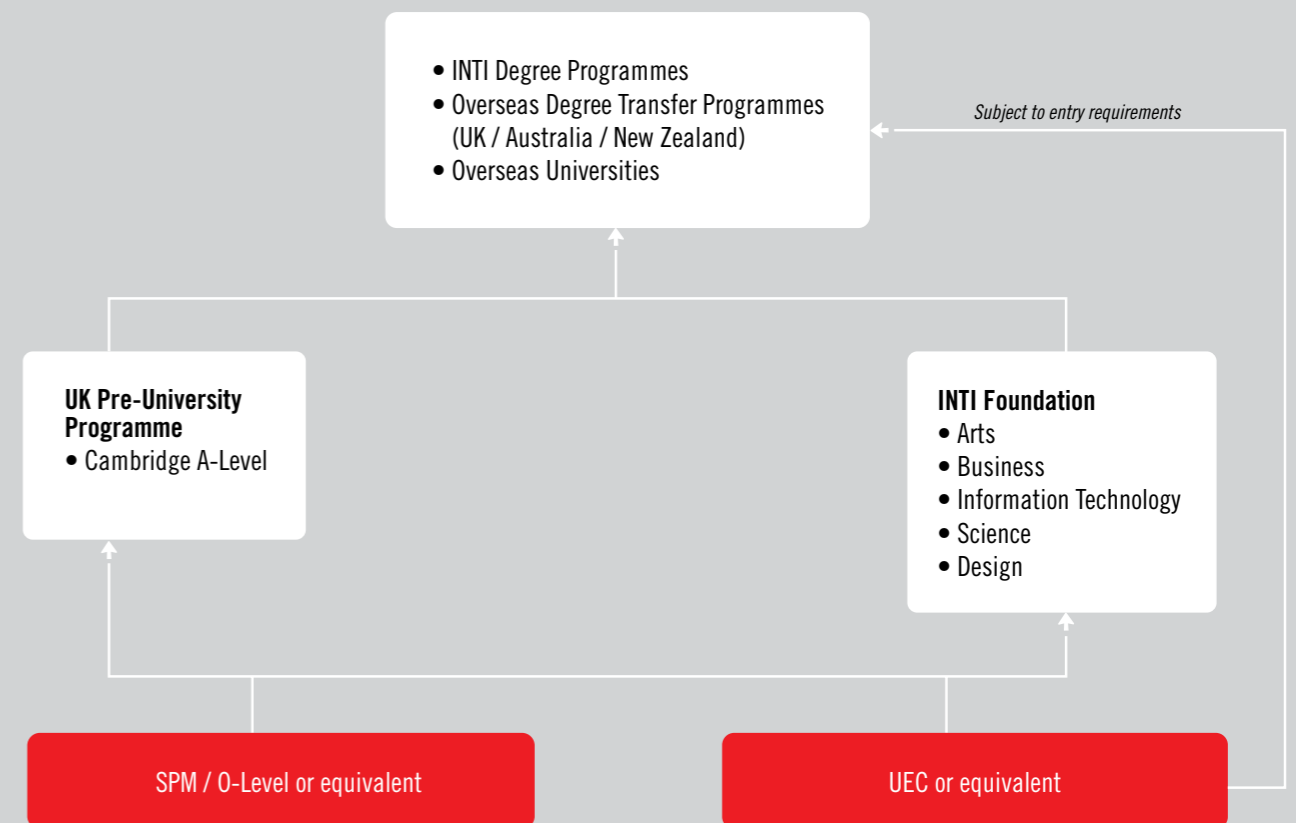 • INTI Degree Programmes
• Overseas Degree Transfer Programmes
(UK / Australia / New Zealand)
• Overseas Universities
Subject to entry requirements
UK Pre-University
Programme
• Cambridge A-Level
INTI Foundation
• Arts
• Business
• Information Technology
• Science
• Design
SPM / O-Level or equivalent
UEC or equivalent